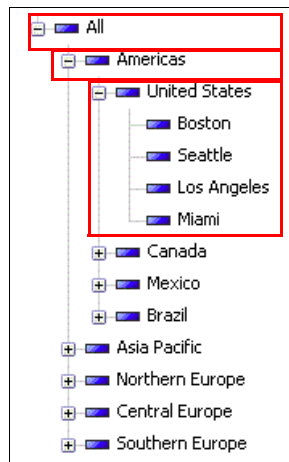 All
Americas
United States
Boston
Seattle
Los Angeles
Miami
Canada
Mexico
Brazil
Asia Pacific
Northern Europe
Central Europe
Southern Europe